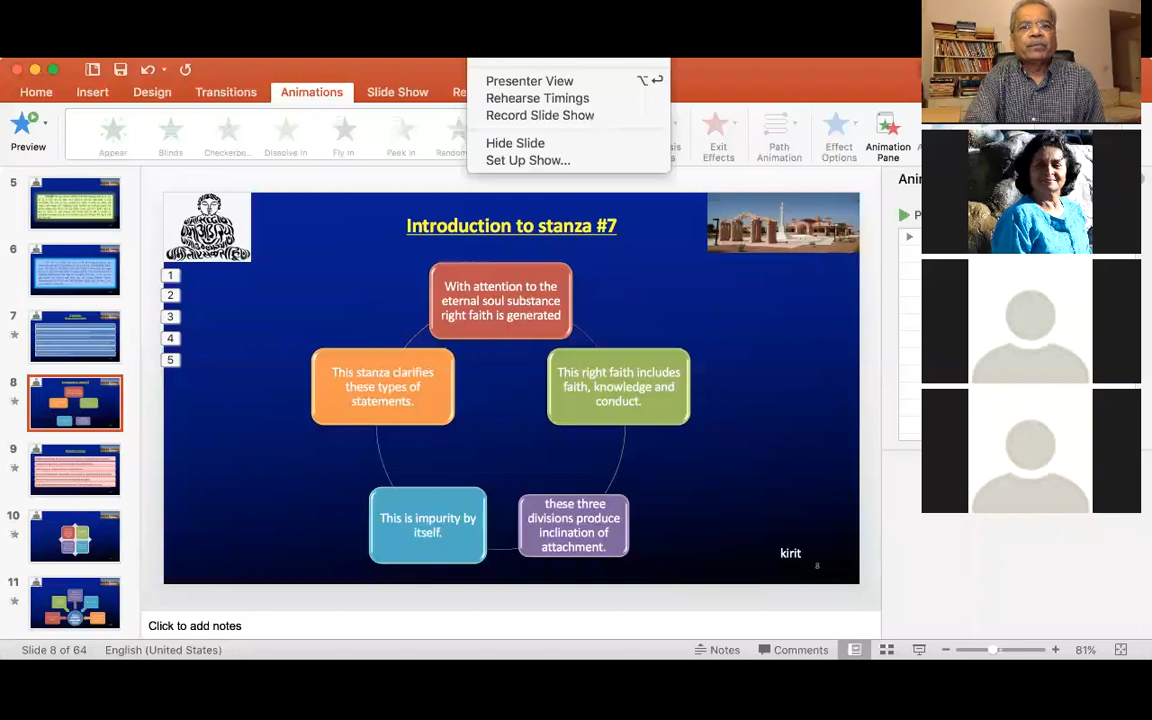 Presenter View ⌥↩
Rehearse Timings
Record Slide Show
Hide Slide
Set Up Show...
Home Insert Design Transitions Animations Slide Show Re
Preview
Appear Blinds Checkerbo... Dissolve In Fly In Peek In Random
Exit Effects
Path Animation
Effect Options
Animation Pane
5
6
7
8
9
10
11
Introduction to stanza #7
1
2
3
4
5
With attention to the
eternal soul substance
right faith is generated
This right faith includes
faith, knowledge and
conduct.
these three
divisions produce
inclination of
attachment.
This is impurity by
itself.
This stanza clarifies
these types of
statements.
kirit
8
Ani
Click to add notes
Slide 8 of 64 English (United States) Notes Comments 81%